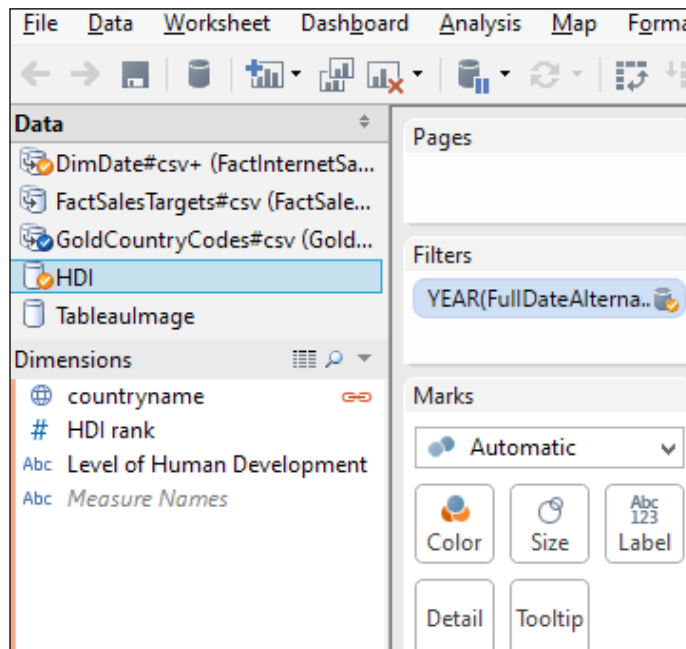 File Data Worksheet Dashboard Analysis Map Forma
Data
DimDate#csv+ (FactInternetSa...
FactSalesTargets#csv (FactSale...
GoldCountryCodes#csv (Gold...
HDI
TableauImage
Dimensions
countryname
# HDI rank
Abc Level of Human Development
Abc Measure Names
Pages
Filters
YEAR(FullDateAlterna..
Marks
Automatic
Color
Size
Abc
123
Label
Detail
Tooltip